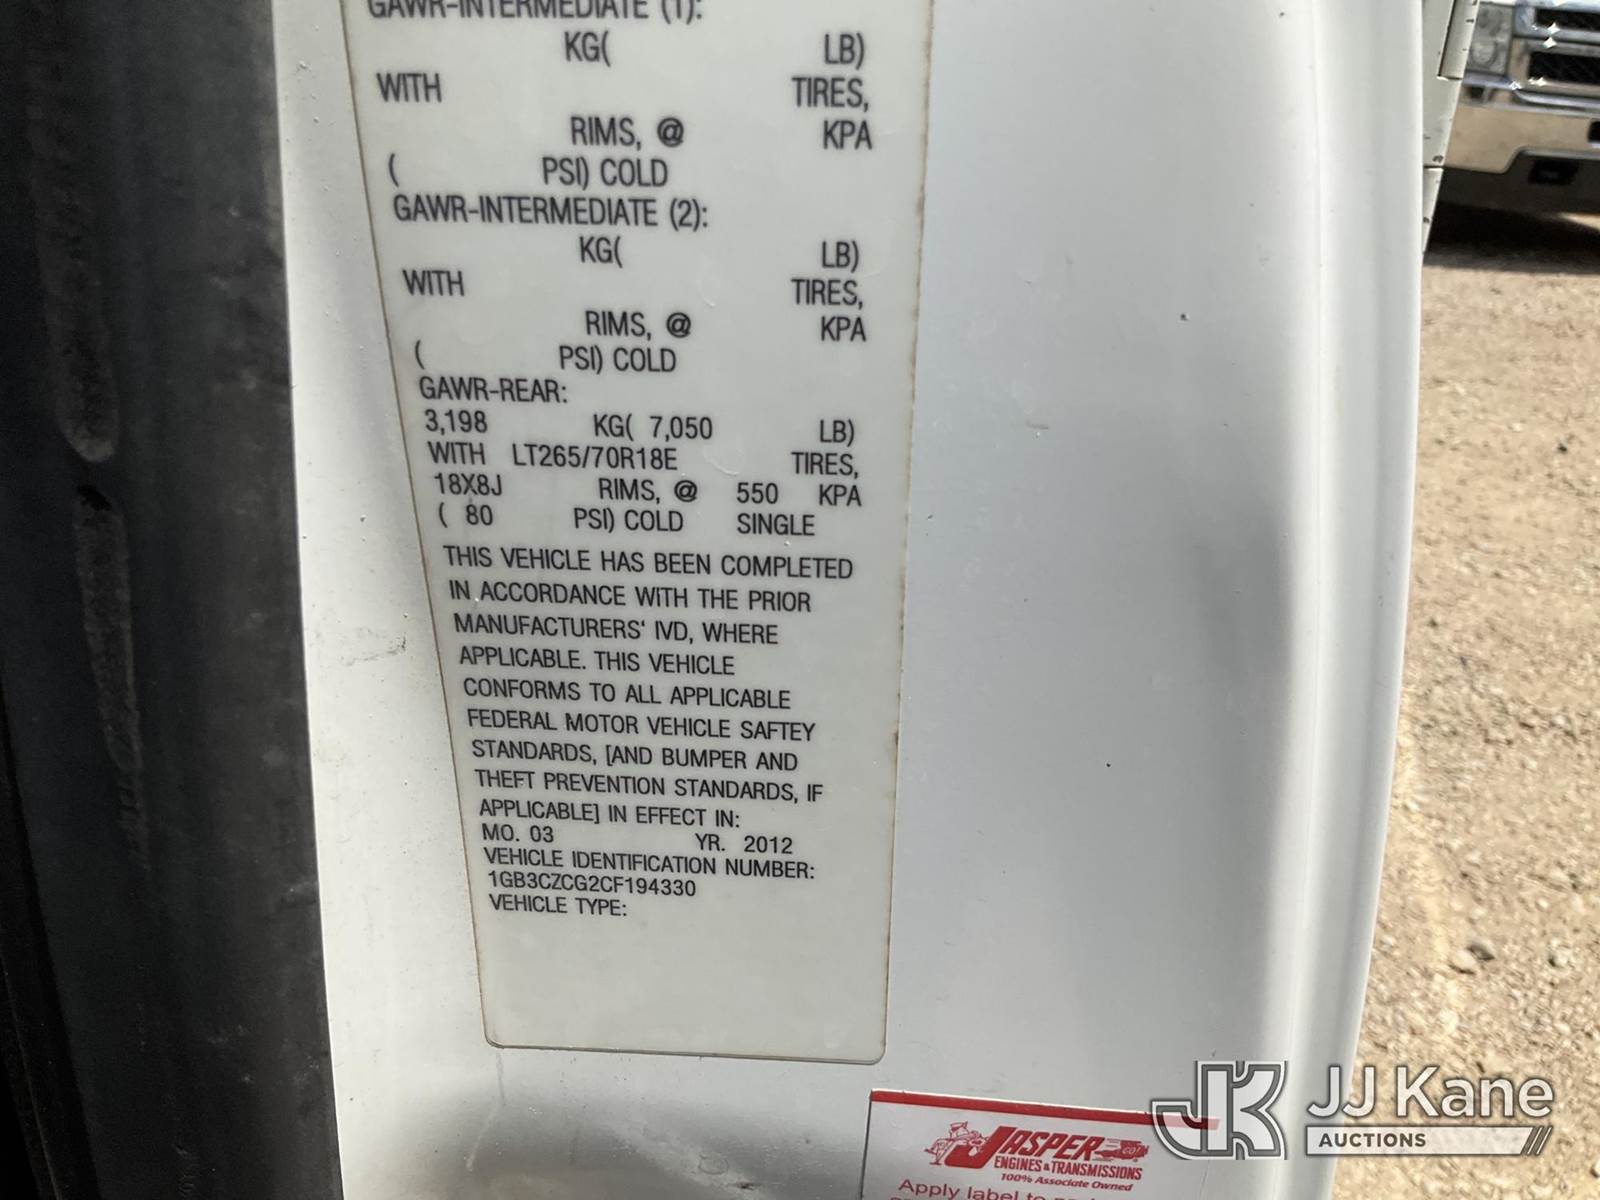 GAWR-INTERMEDIATE (1):
KG( LB)
WITH TIRES,
RIMS, @ KPA
( PSI) COLD
GAWR-INTERMEDIATE (2):
KG( LB)
WITH TIRES,
RIMS, @ KPA
( PSI) COLD
GAWR-REAR:
3,198 KG( 7,050 LB)
WITH LT265/70R18E TIRES,
18X8J RIMS, @ 550 KPA
( 80 PSI) COLD SINGLE
THIS VEHICLE HAS BEEN COMPLETED
IN ACCORDANCE WITH THE PRIOR
MANUFACTURERS' IVD, WHERE
APPLICABLE. THIS VEHICLE
CONFORMS TO ALL APPLICABLE
FEDERAL MOTOR VEHICLE SAFTEY
STANDARDS, [AND BUMPER AND
THEFT PREVENTION STANDARDS, IF
APPLICABLE] IN EFFECT IN:
MO. 03 YR. 2012
VEHICLE IDENTIFICATION NUMBER:
1GB3CZCG2CF194330
VEHICLE TYPE:
JASPER
ENGINES & TRANSMISSIONS
100% Associate Owned
Apply label to
JK JJ Kane
AUCTIONS